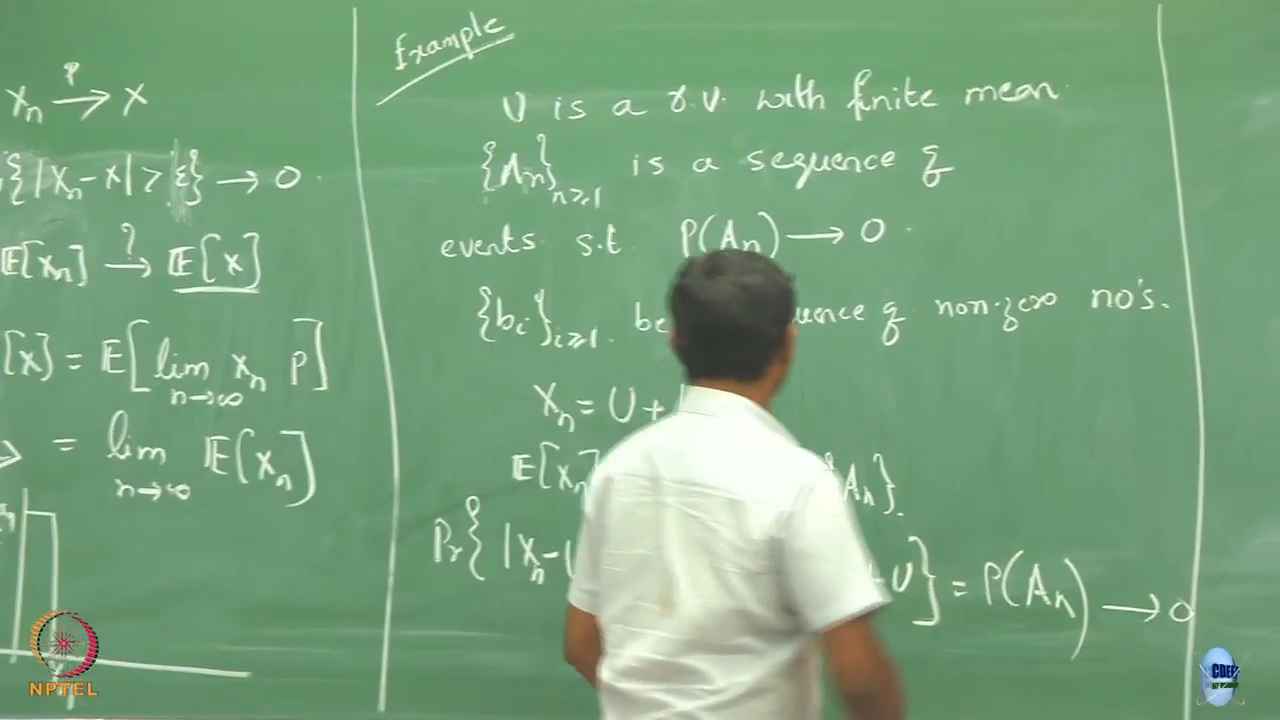 Xn →ᴾ X
{|Xn - X| > ε} → 0.
E[Xn] →? E[X]
[X] = E[lim n→∞ Xn P]
= lim n→∞ E[Xn]
Example
U is a r.v. with finite mean.
{An}n≥1 is a sequence of
events s.t. P(An) → 0.
{bi}i≥1. be of non-zero no's.
Xn = U +
E[Xn] An}.
Pr{|Xn - U} = P(An) → 0
NPTEL
CDEEP